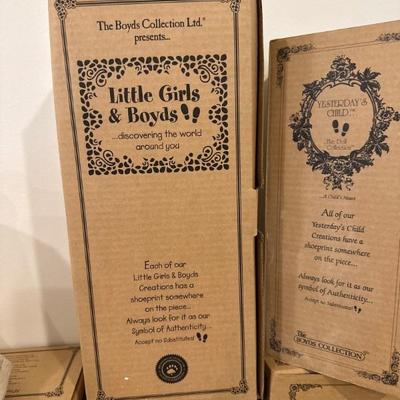 The Boyds Collection Ltd.®
presents...
Little Girls
& Boyds
...discovering the world
around you
Each of our
Little Girls & Boyds
Creations has a
shoeprint somewhere
on the piece...
Always look for it as our
Symbol of Authenticity...
Accept no Substitutes!
YESTERDAY'S
CHILD...™
The Doll
Collection™
...A Child's Heart
All of our
Yesterday's Child
Creations have a
shoeprint somewhere
on the piece...
Always look for it as our
symbol of Authenticity...
Accept no Substitutes!
The
BOYDS COLLECTION